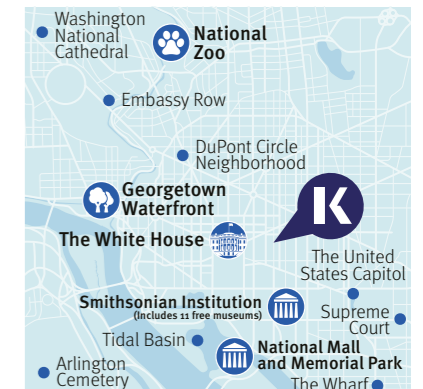 Washington
National
Cathedral
National
Zoo
Embassy Row
DuPont Circle
Neighborhood
Georgetown
Waterfront
K
The White House
The United
States Capitol
Smithsonian Institution
(Includes 11 free museums)
Supreme
Court
Tidal Basin
National Mall
and Memorial Park
Arlington
Cemetery
The Wharf